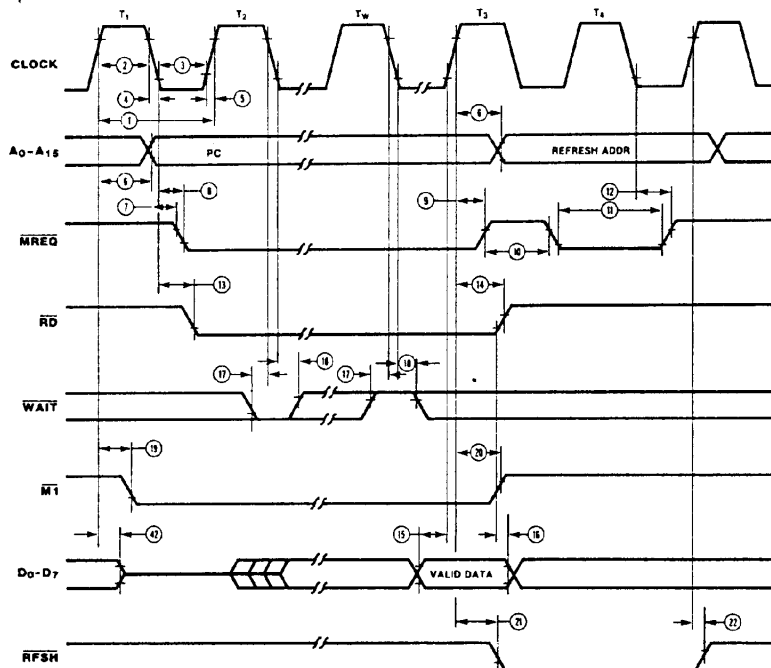 T1 T2 TW T3 T4
CLOCK
2 3
4 5
1 6
A0–A15 PC REFRESH ADDR
6 8 12
7 9 11
MREQ 10
13 14
RD
17 18 17 18
WAIT
19 20
M1
42 15 16
D0–D7 VALID DATA
21 22
RFSH